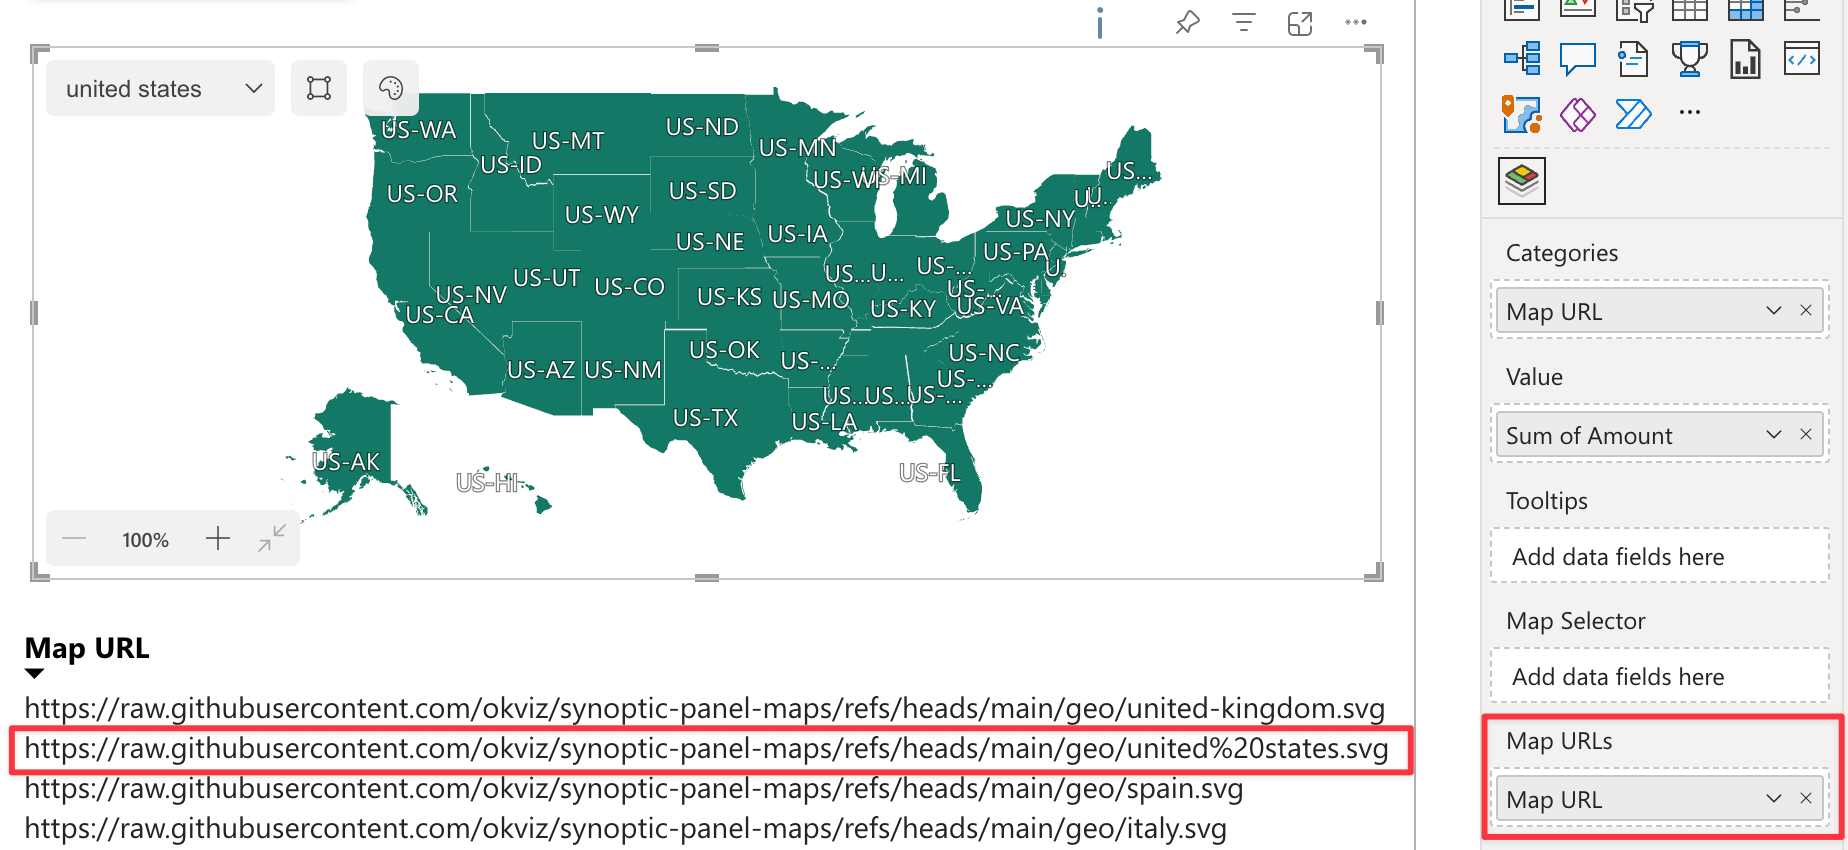 united states
US-WA
US-MT
US-ND
US-MN
US-ID
US-OR
US-SD
US-WI
US-MI
US...
US-WY
US-NY
U...
U...
US-NE
US-IA
US-PA
US-UT
US-CO
US...
U...
US-...
U.
US-NV
US-KS
US-MO
US-KY
US-...
US-VA
US-CA
US-OK
US-...
US-NC
US-AZ
US-NM
US-...
US-TX
US...
US...
US-...
US-LA
US-AK
US-HI
US-FL
100%
Map URL
https://raw.githubusercontent.com/okviz/synoptic-panel-maps/refs/heads/main/geo/united-kingdom.svg
https://raw.githubusercontent.com/okviz/synoptic-panel-maps/refs/heads/main/geo/united%20states.svg
https://raw.githubusercontent.com/okviz/synoptic-panel-maps/refs/heads/main/geo/spain.svg
https://raw.githubusercontent.com/okviz/synoptic-panel-maps/refs/heads/main/geo/italy.svg
Categories
Map URL
Value
Sum of Amount
Tooltips
Add data fields here
Map Selector
Add data fields here
Map URLs
Map URL